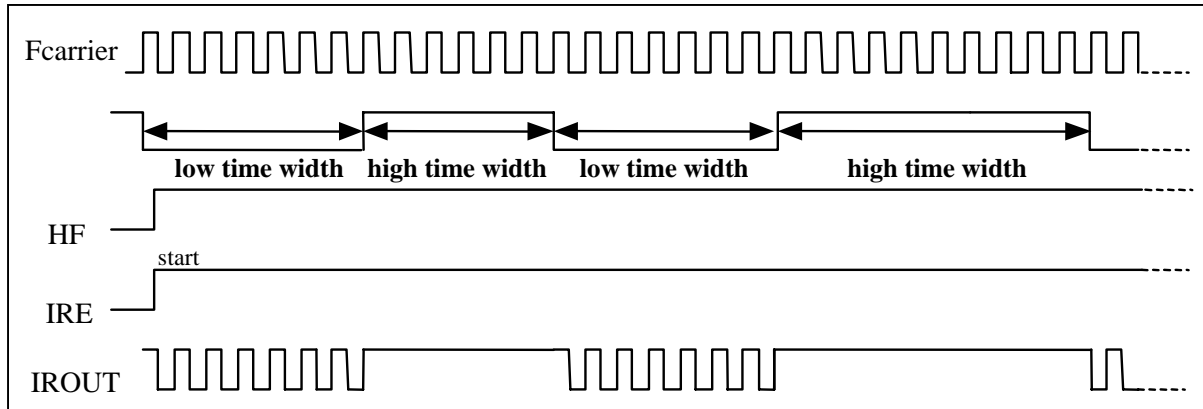 Fcarrier
low time width high time width low time width high time width
HF
start
IRE
IROUT